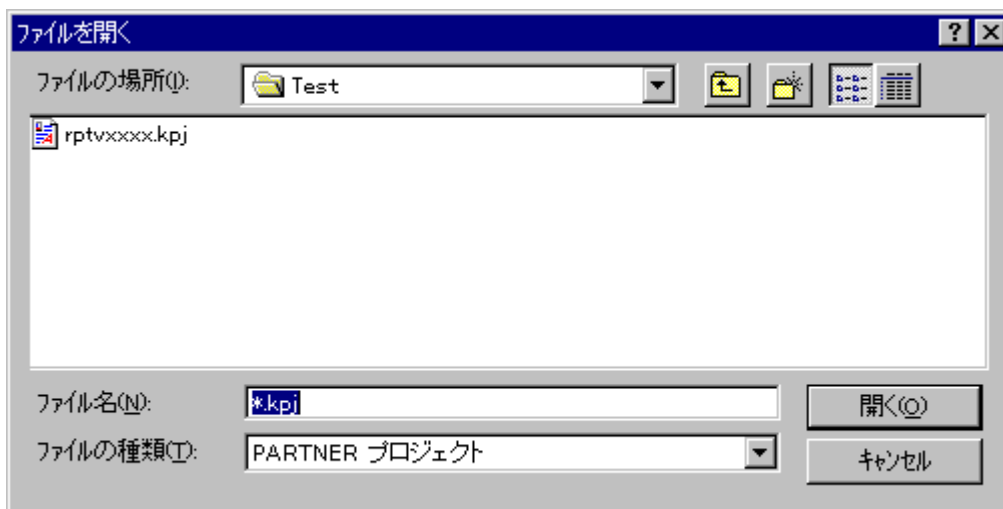 ファイルを開く
ファイルの場所(I):
Test
rptvxxxx.kpj
ファイル名(N):
*.kpj
開く(O)
ファイルの種類(T):
PARTNER プロジェクト
キャンセル